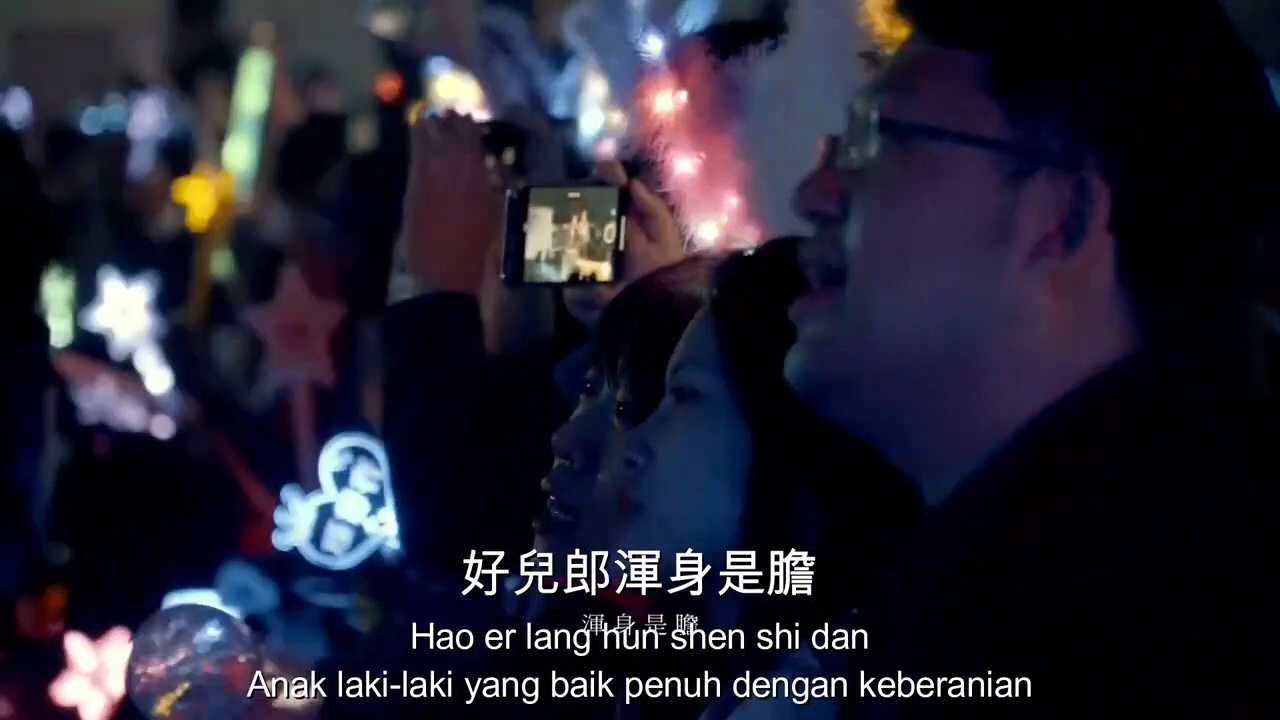 好兒郎渾身是膽
渾身是膽
Hao er lang hun shen shi dan
Anak laki-laki yang baik penuh dengan keberanian